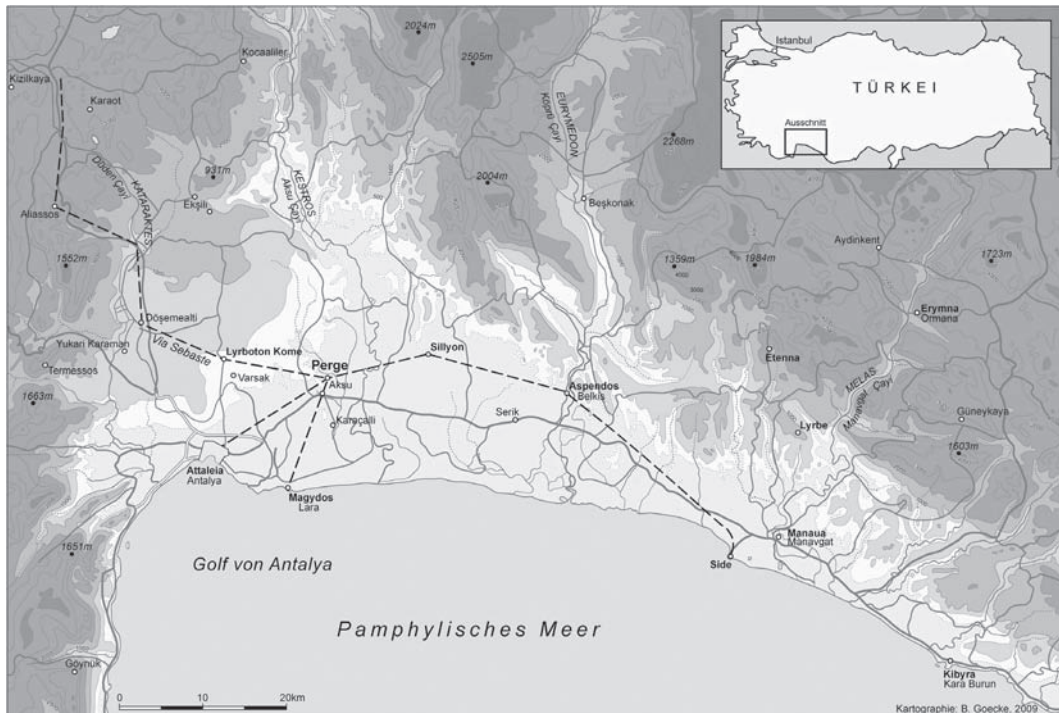 2024m
2505m
Kocaaliler
Kizilkaya
Karaot
EURYMEDON
Köprü Çayi
2268m
Düden Çayi
KATARAKTES
931m
Ekşili
KESTROS
Aksu Çayi
2004m
Beşkonak
Aliassos
1552m
1359m
1984m
Aydinkent
1723m
Erymna
Ormana
Döşemealti
Yukari Karaman
Via Sebaste
Termessos
Lyrboton Kome
Varsak
Perge
Aksu
Sillyon
Etenna
Aspendos
Belkis
MELAS
Manavgat Çayi
1663m
Karaçalli
Serik
Lyrbe
Güneykaya
1603m
Attaleia
Antalya
Magydos
Lara
1651m
Manaua
Manavgat
Side
Golf von Antalya
Pamphylisches Meer
Göynük
Kibyra
Kara Burun
0 10 20km
Kartographie: B. Goecke, 2009
Istanbul
TÜRKEI
Ausschnitt